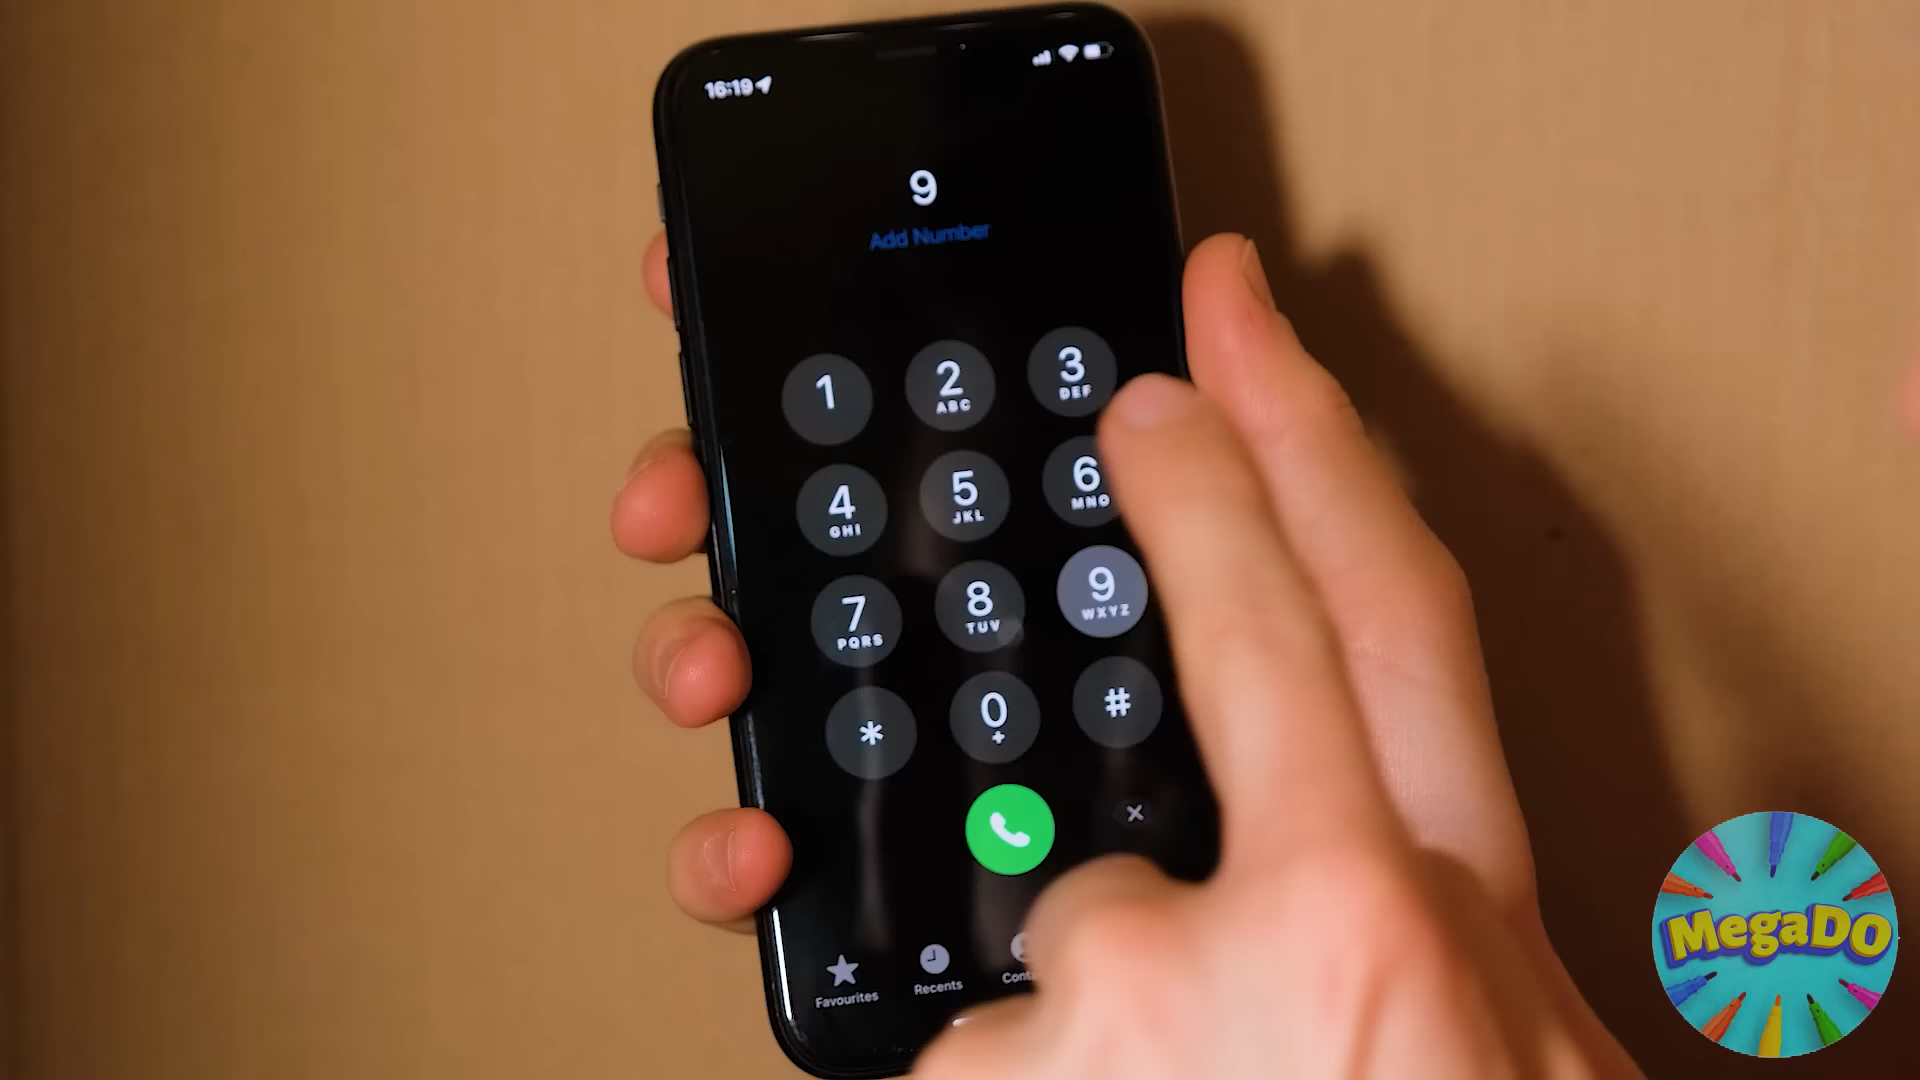 16:19
9
Add Number
1
2
ABC
3
DEF
4
GHI
5
JKL
6
MNO
7
PQRS
8
TUV
9
WXYZ
*
0
+
#
Favourites
Recents
MegaDO